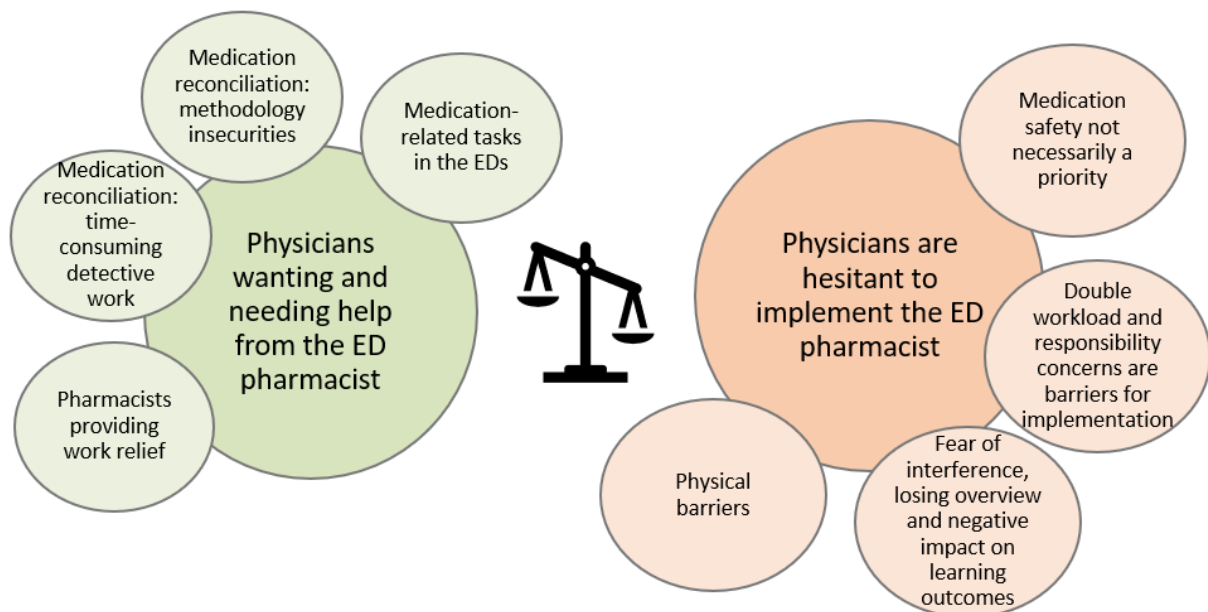 Medication
reconciliation:
methodology
insecurities
Medication-
related tasks
in the EDs
Medication
reconciliation:
time-
consuming
detective
work
Pharmacists
providing
work relief
Physicians
wanting and
needing help
from the ED
pharmacist
Physicians are
hesitant to
implement the ED
pharmacist
Medication
safety not
necessarily a
priority
Double
workload and
responsibility
concerns are
barriers for
implementation
Fear of
interference,
losing overview
and negative
impact on
learning
outcomes
Physical
barriers